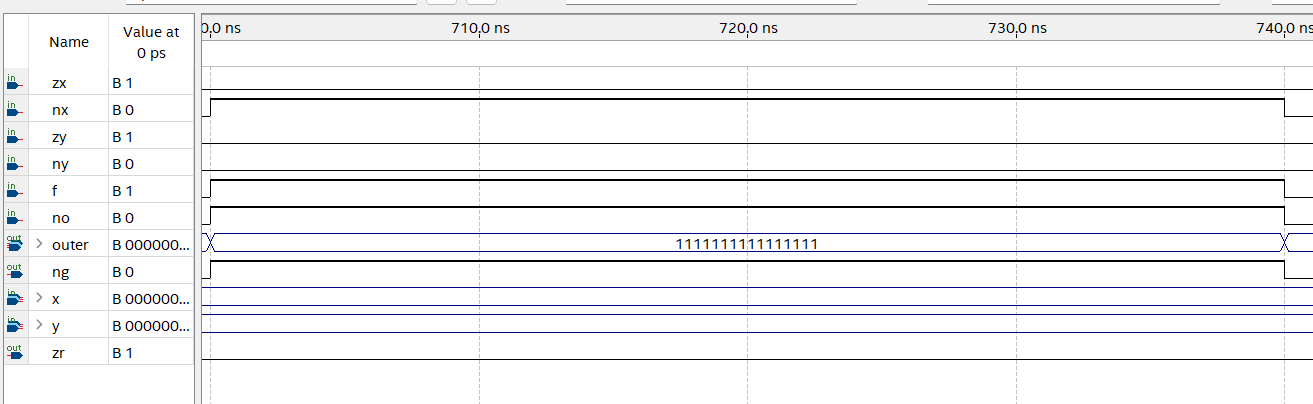 0.0 ns 710.0 ns 720.0 ns 730.0 ns 740.0 ns
Name Value at
0 ps
in zx B 1
in nx B 0
in zy B 1
in ny B 0
in f B 1
in no B 0
out > outer B 000000... 1111111111111111
out ng B 0
in > x B 000000...
in > y B 000000...
out zr B 1